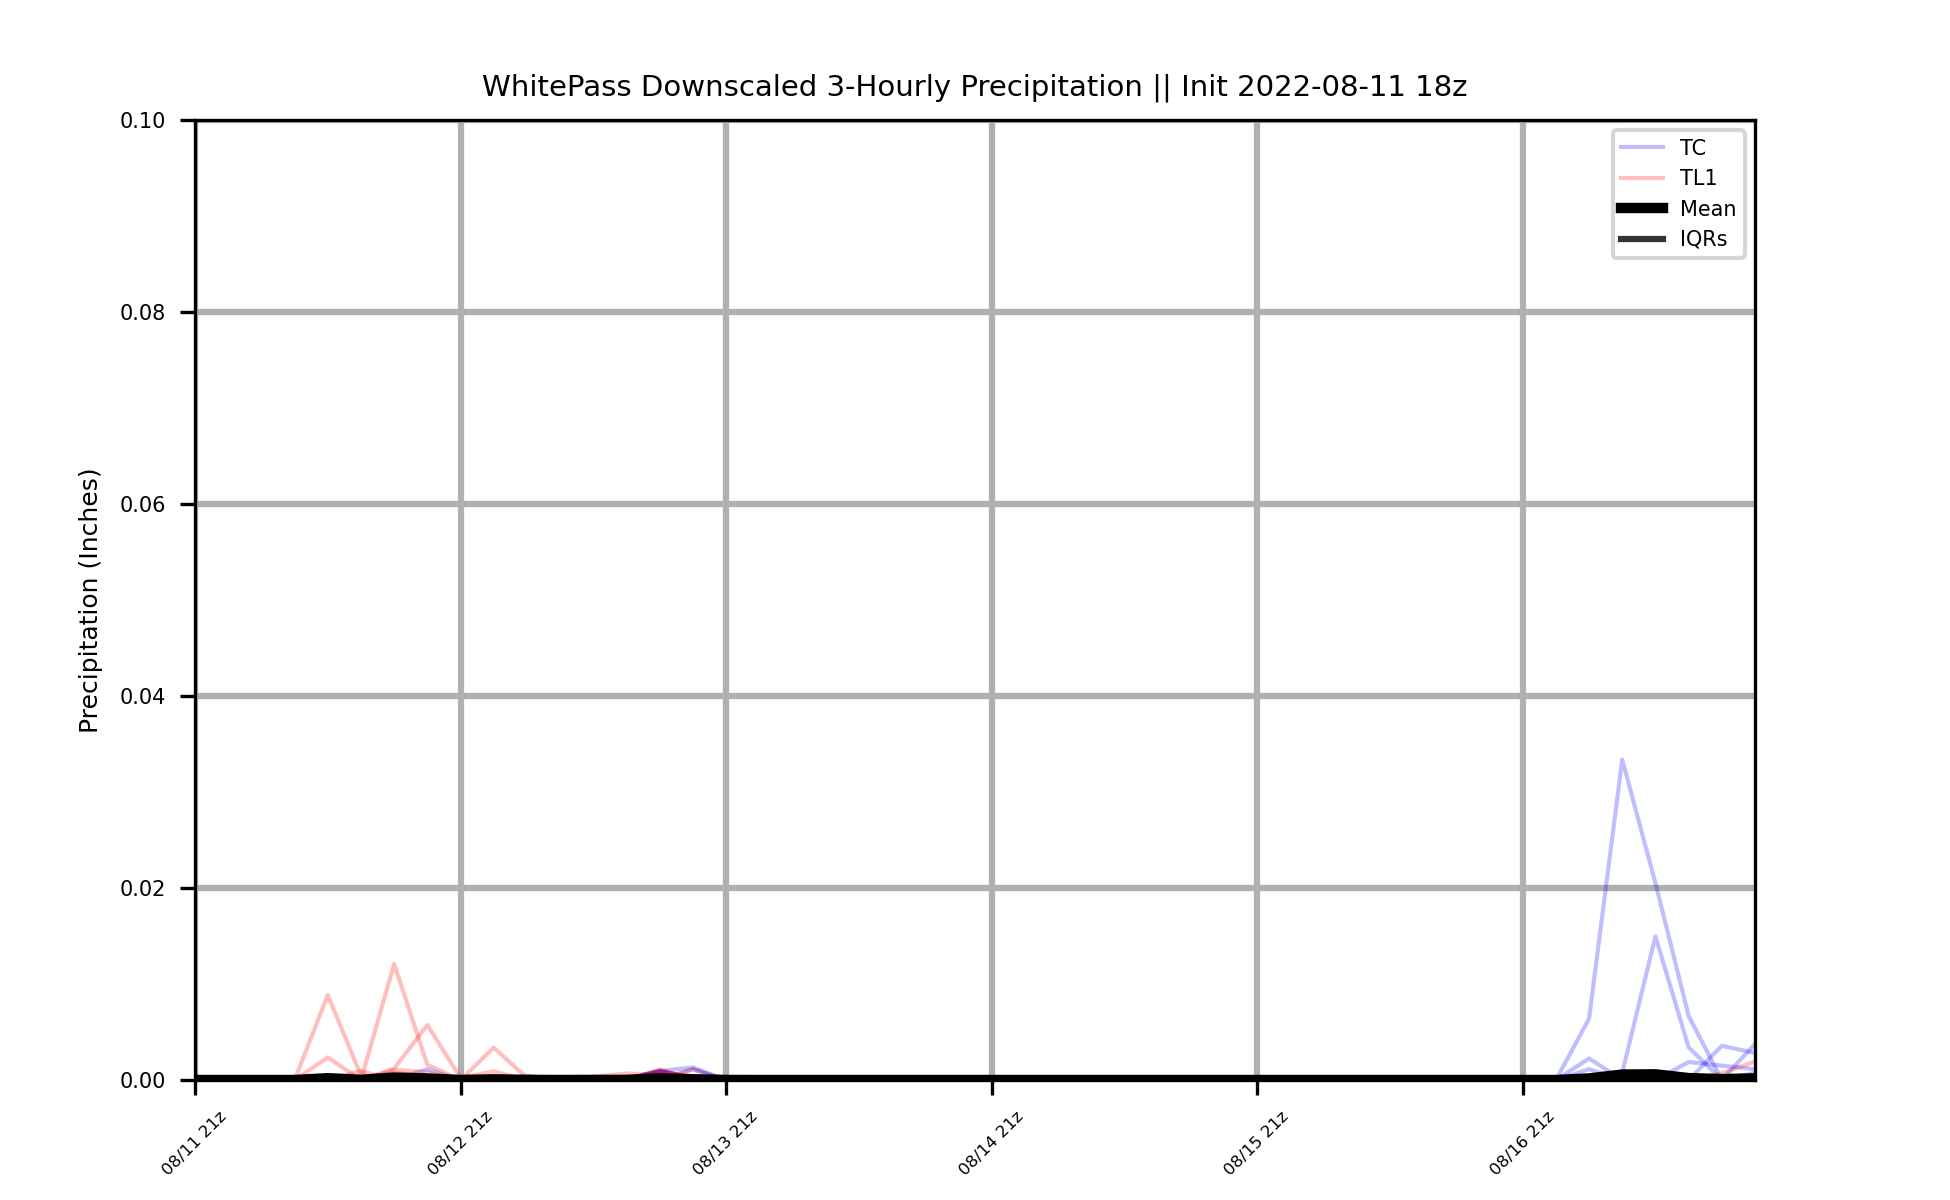 WhitePass Downscaled 3-Hourly Precipitation || Init 2022-08-11 18z
0.10
0.08
0.06
0.04
0.02
0.00
Precipitation (Inches)
TC
TL1
Mean
IQRs
08/11 21z
08/12 21z
08/13 21z
08/14 21z
08/15 21z
08/16 21z